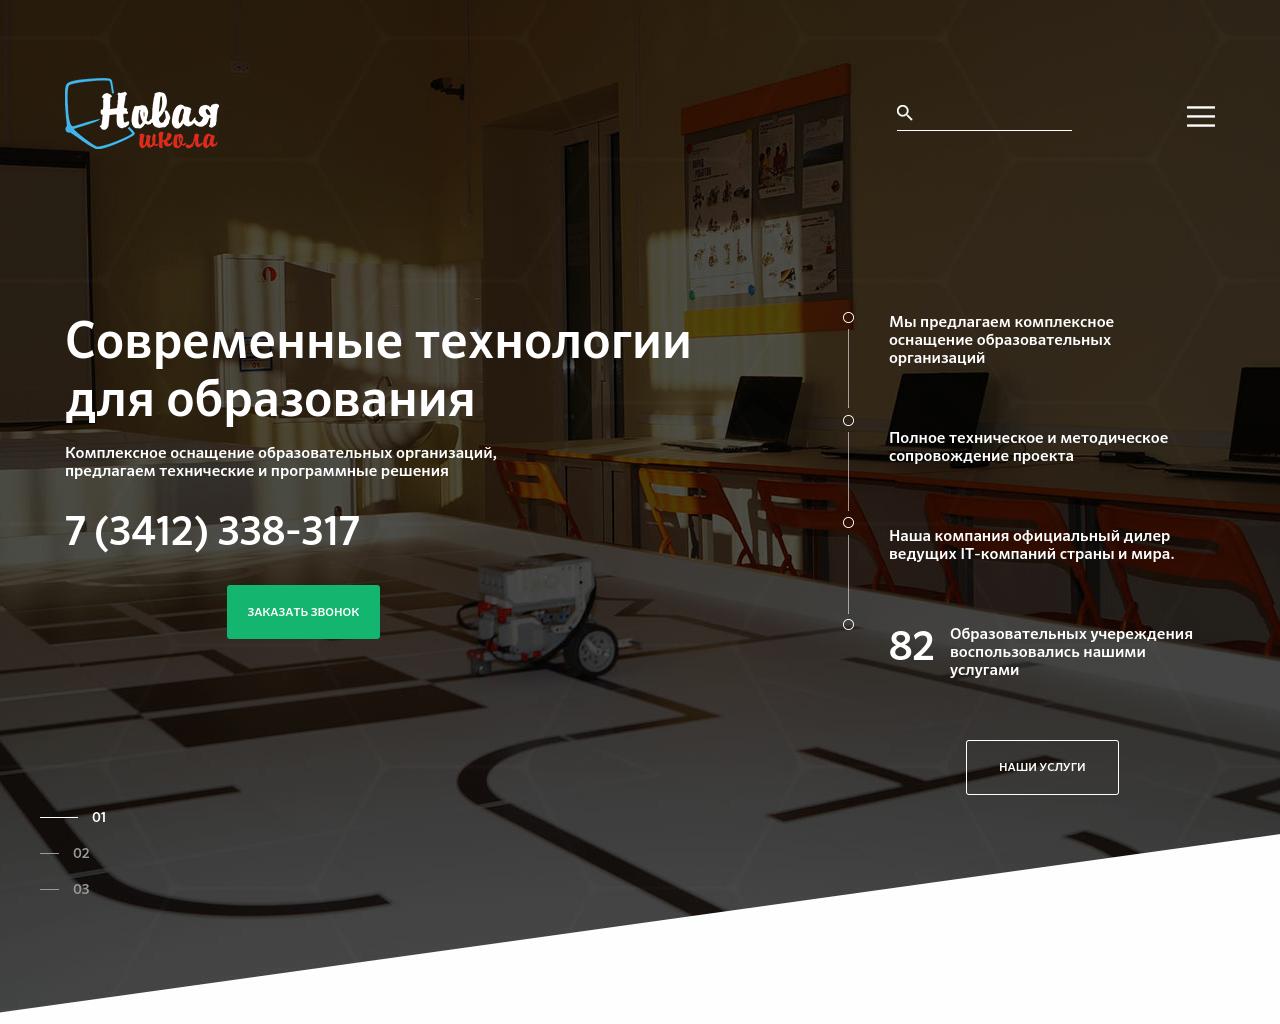 Новая
школа
Современные технологии
для образования
Комплексное оснащение образовательных организаций,
предлагаем технические и программные решения
7 (3412) 338-317
ЗАКАЗАТЬ ЗВОНОК
Мы предлагаем комплексное
оснащение образовательных
организаций
Полное техническое и методическое
сопровождение проекта
Наша компания официальный дилер
ведущих IT-компаний страны и мира.
82
Образовательных учереждения
воспользовались нашими
услугами
НАШИ УСЛУГИ
01
02
03